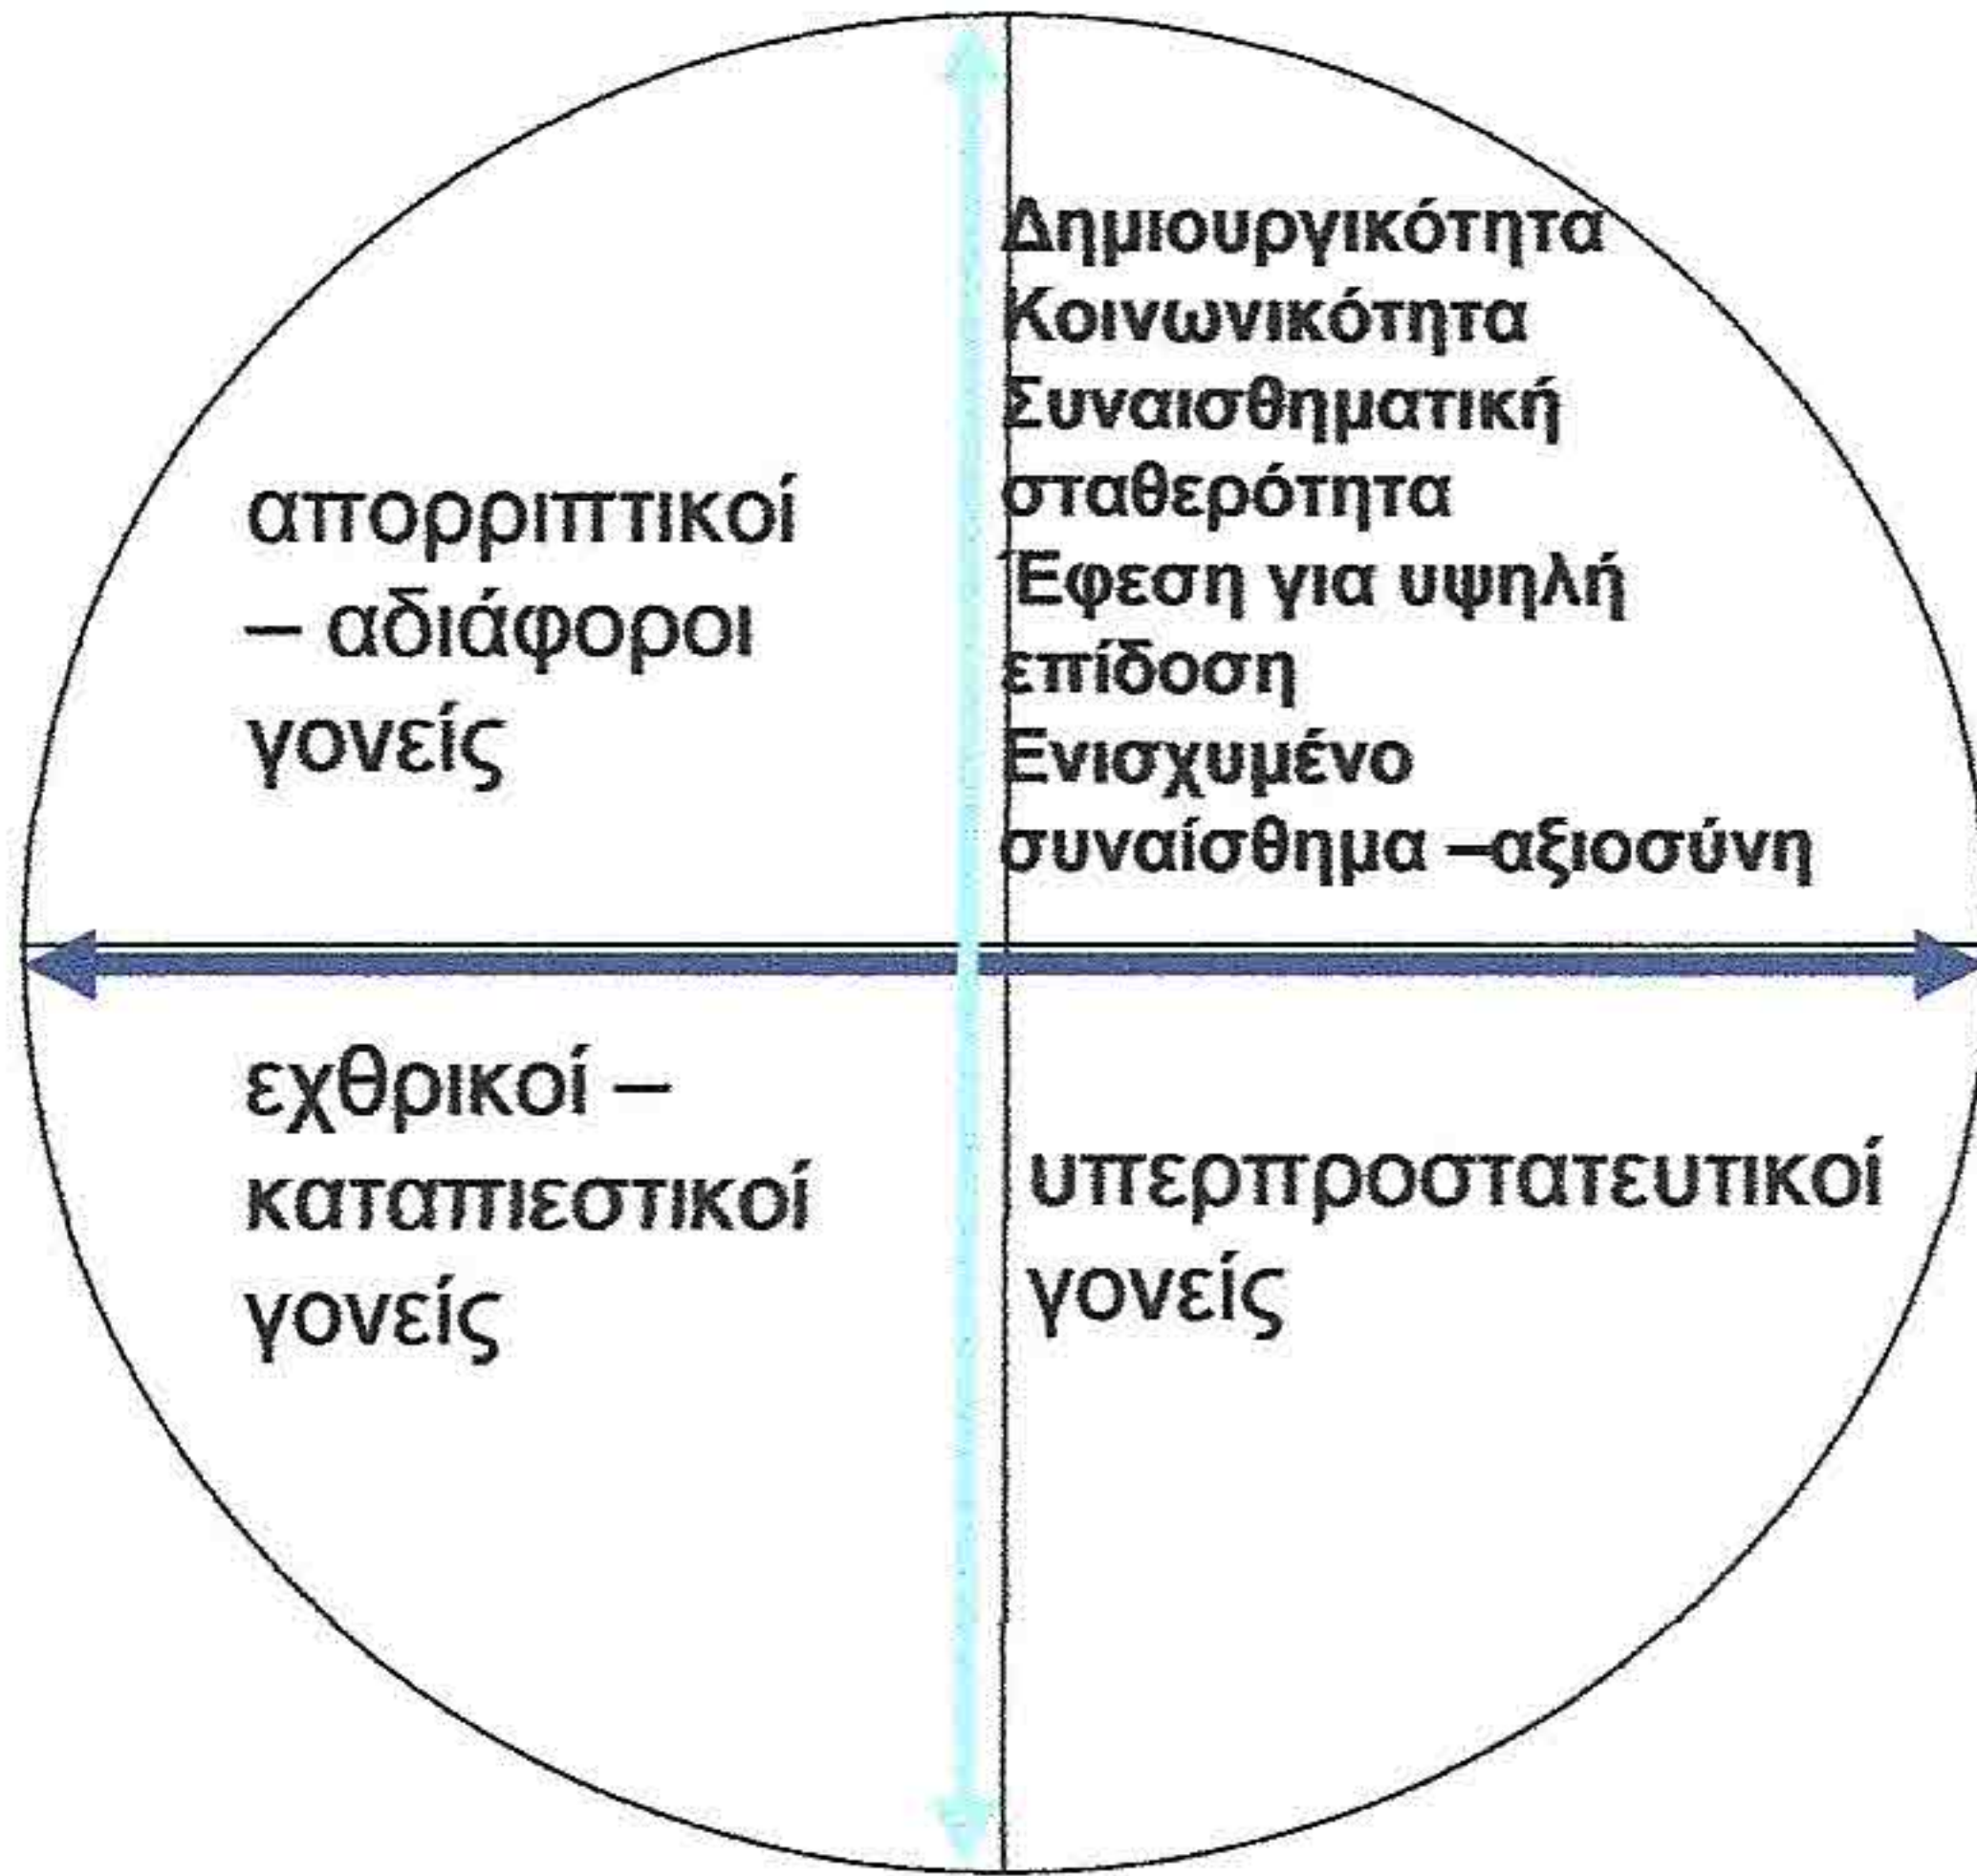 απορριπτικοί
– αδιάφοροι
γονείς
Δημιουργικότητα
Κοινωνικότητα
Συναισθηματική
σταθερότητα
Έφεση για υψηλή
επίδοση
Ενισχυμένο
συναίσθημα –αξιοσύνη
εχθρικοί –
καταπιεστικοί
γονείς
υπερπροστατευτικοί
γονείς